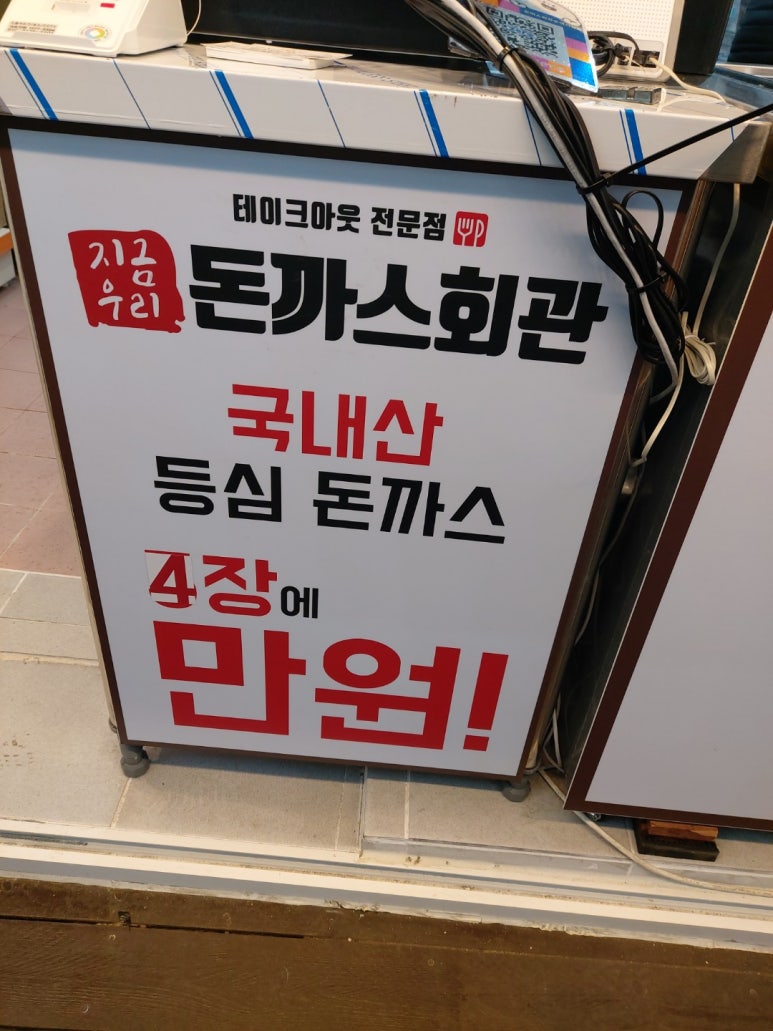 테이크아웃 전문점
지금
우리
돈까스회관
국내산
등심 돈까스
4장에
만원!